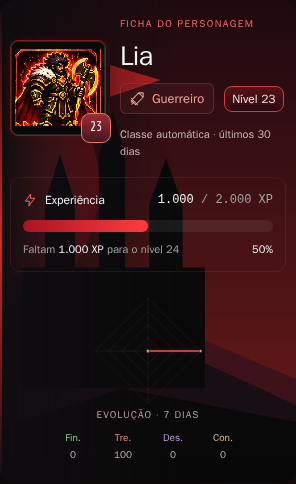 FICHA DO PERSONAGEM
Lia
Guerreiro
Nível 23
23
Classe automática · últimos 30
dias
Experiência
1.000 / 2.000 XP
Faltam 1.000 XP para o nível 24
50%
EVOLUÇÃO · 7 DIAS
Fin. Tre. Des. Con.
0 100 0 0